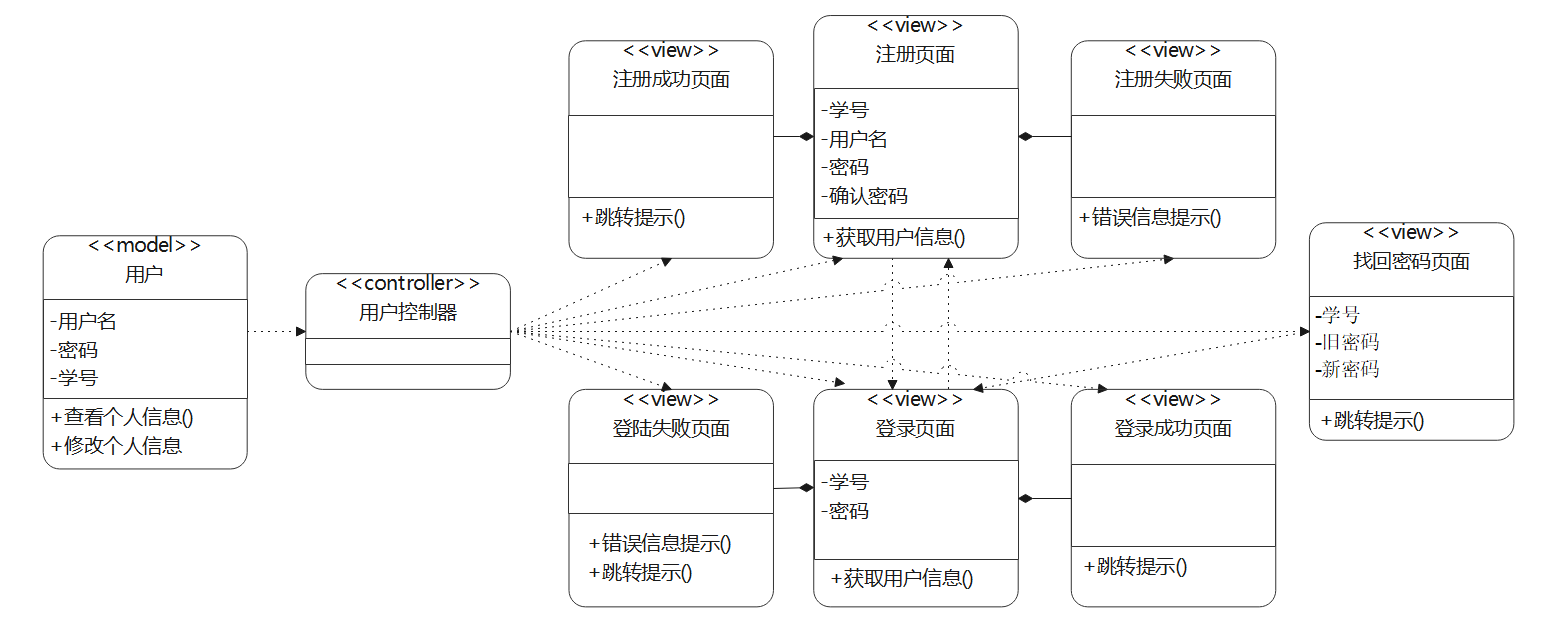 <<view>>
注册成功页面
+跳转提示()
<<view>>
注册页面
-学号
-用户名
-密码
-确认密码
+获取用户信息()
<<view>>
注册失败页面
+错误信息提示()
<<model>>
用户
-用户名
-密码
-学号
+查看个人信息()
+修改个人信息
<<controller>>
用户控制器
<<view>>
找回密码页面
-学号
-旧密码
-新密码
+跳转提示()
<<view>>
登陆失败页面
+错误信息提示()
+跳转提示()
<<view>>
登录页面
-学号
-密码
+获取用户信息()
<<view>>
登录成功页面
+跳转提示()